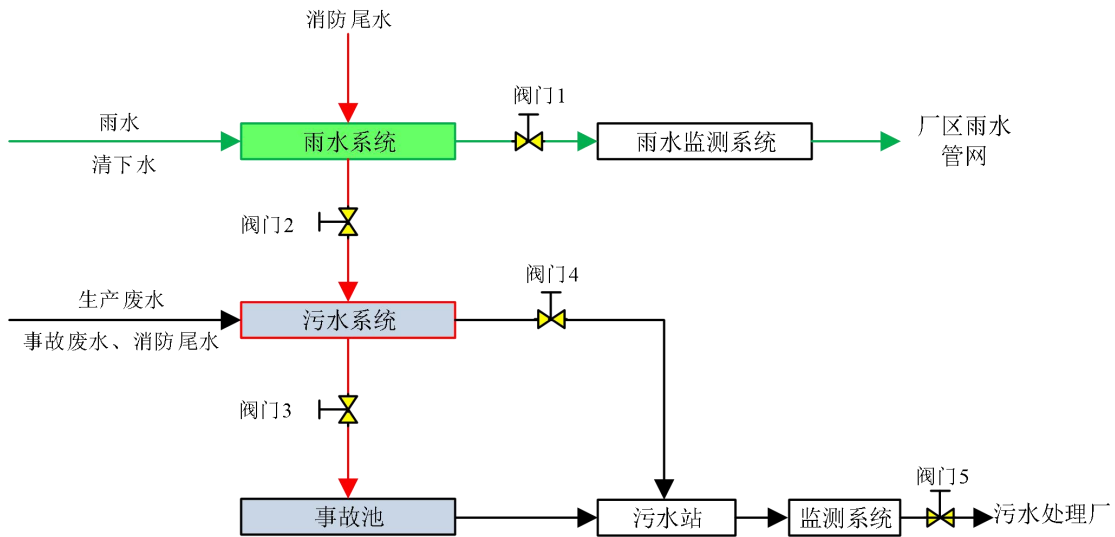 消防尾水
阀门1
雨水
雨水系统
雨水监测系统
厂区雨水
管网
清下水
阀门2
阀门4
生产废水
污水系统
事故废水、消防尾水
阀门3
阀门5
事故池
污水站
监测系统
污水处理厂